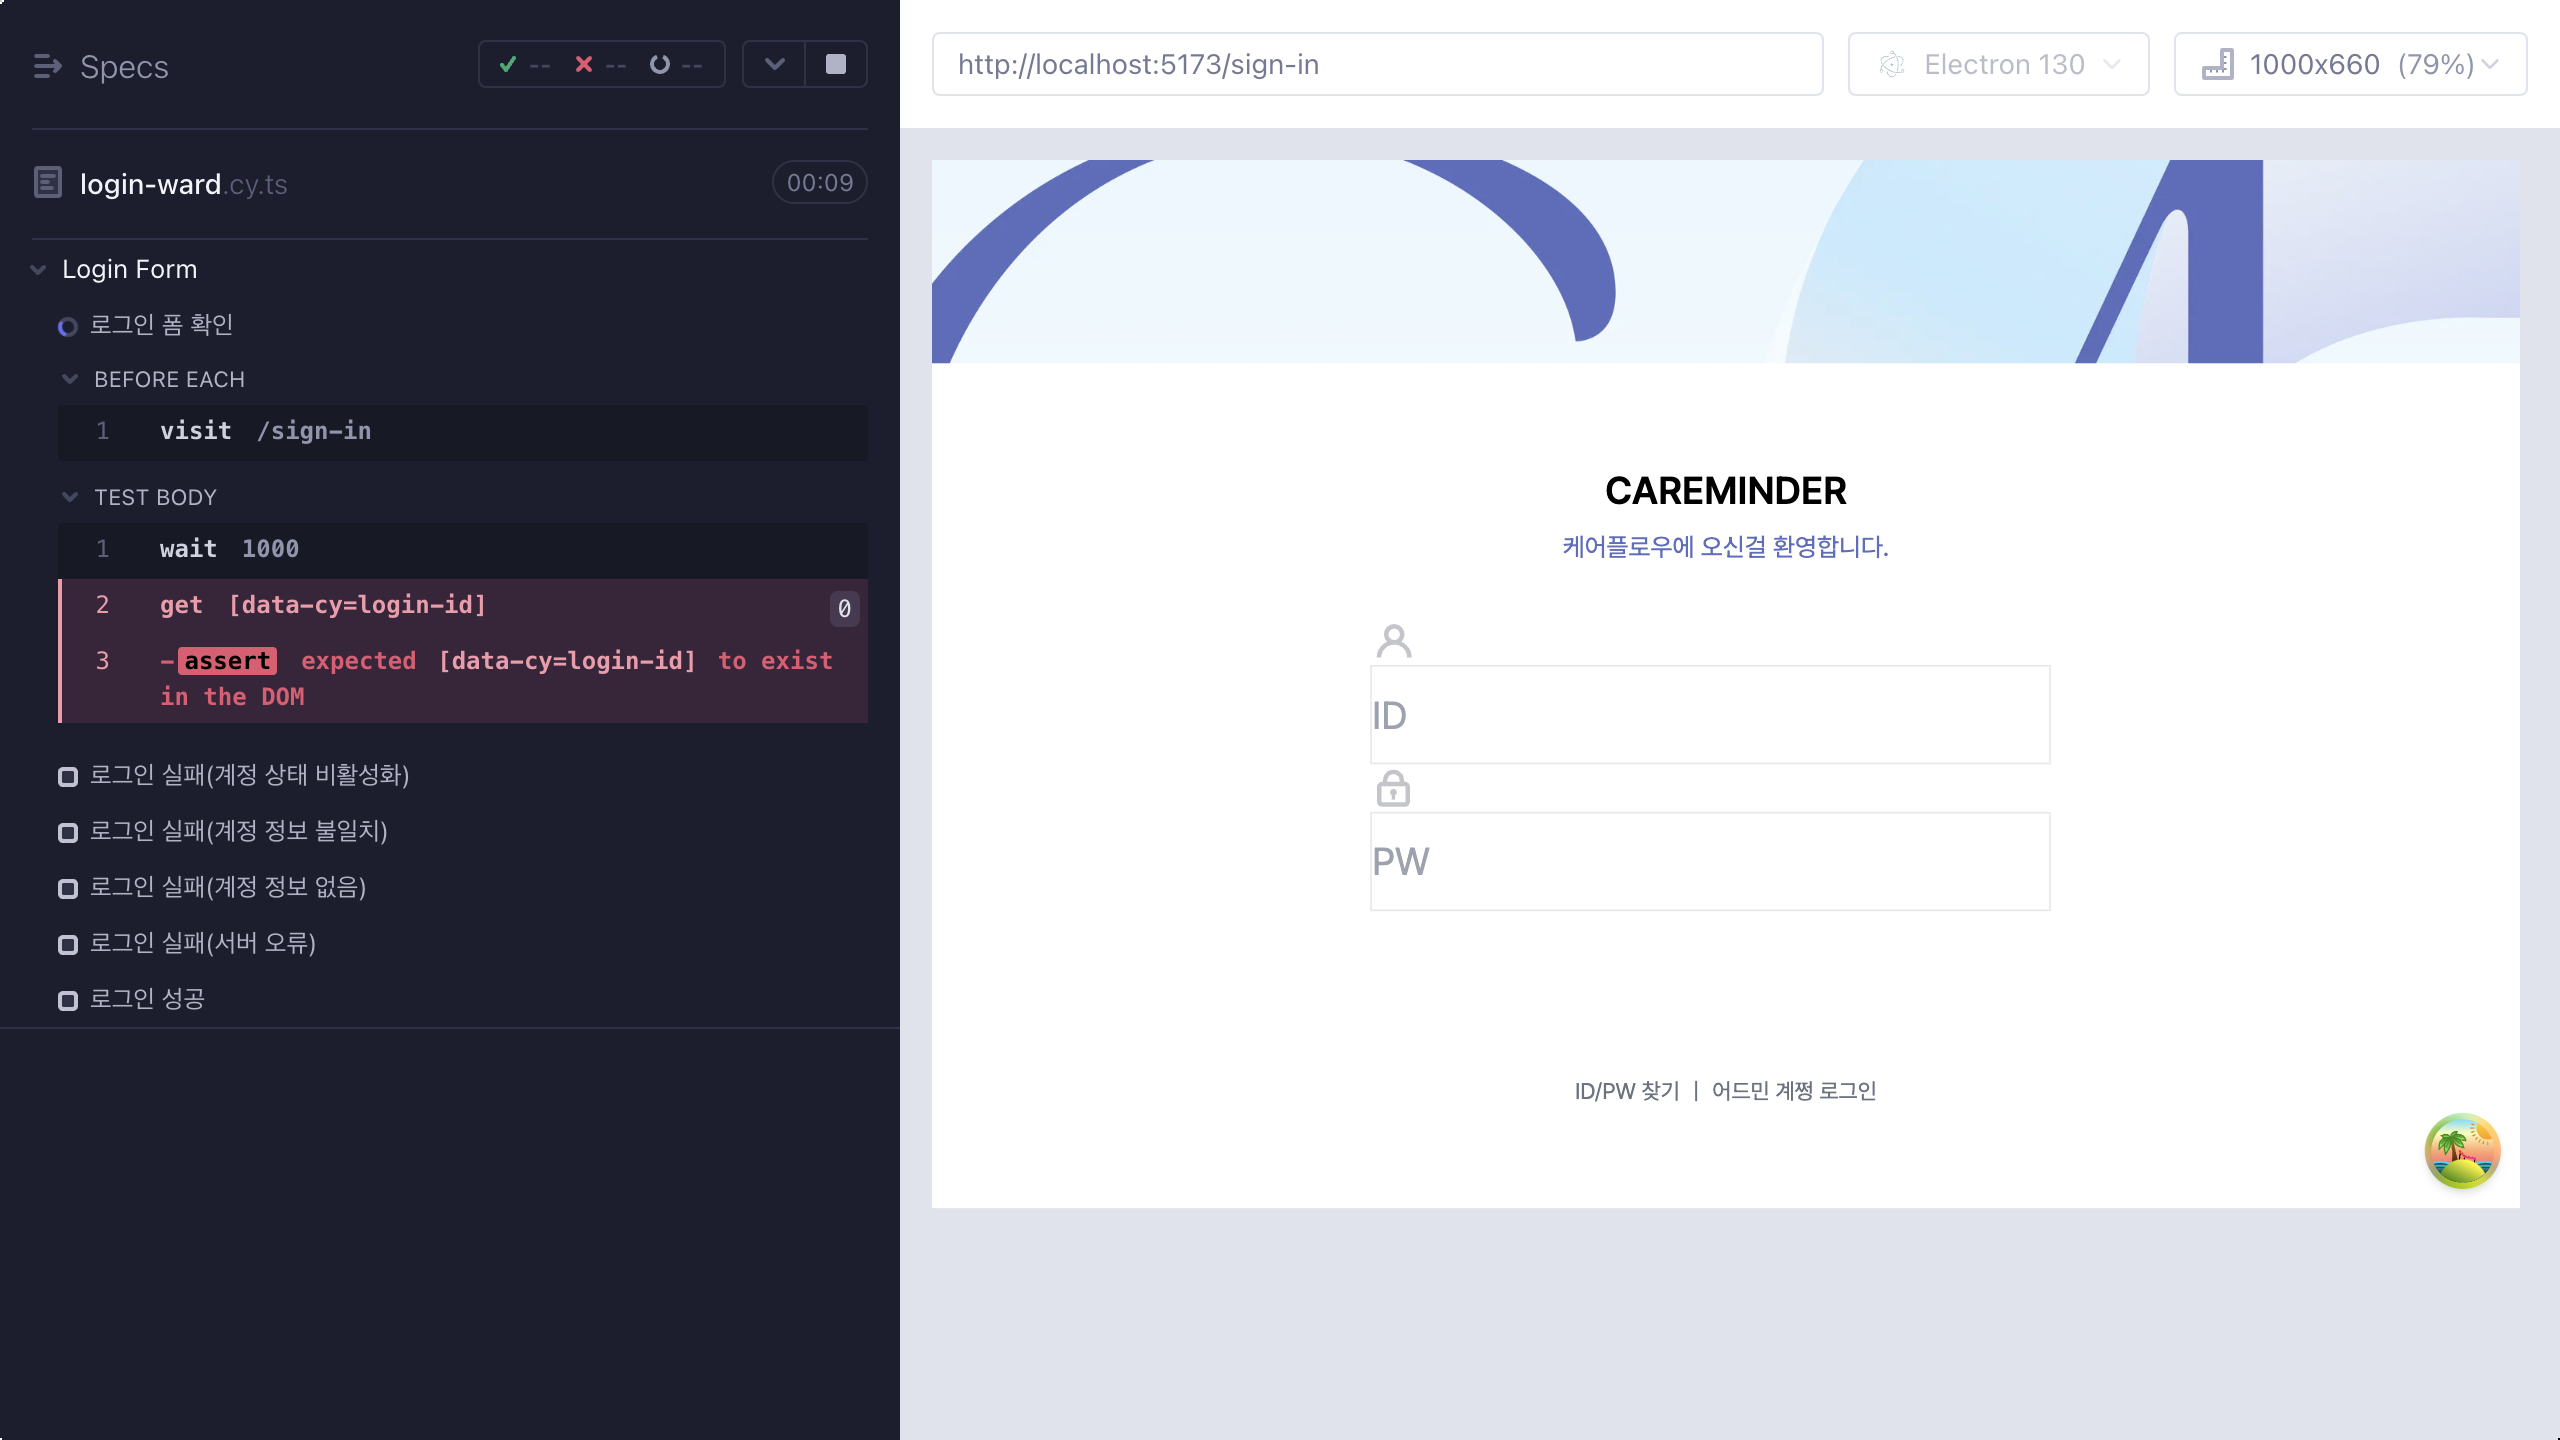 Specs
-- -- --
login-ward.cy.ts
00:09
Login Form
로그인 폼 확인
BEFORE EACH
1 visit /sign-in
TEST BODY
1 wait 1000
2 get [data-cy=login-id] 0
3 -assert expected [data-cy=login-id] to exist
in the DOM
로그인 실패(계정 상태 비활성화)
로그인 실패(계정 정보 불일치)
로그인 실패(계정 정보 없음)
로그인 실패(서버 오류)
로그인 성공
http://localhost:5173/sign-in
Electron 130
1000x660 (79%)
CAREMINDER
케어플로우에 오신걸 환영합니다.
ID
PW
ID/PW 찾기 | 어드민 계쩡 로그인